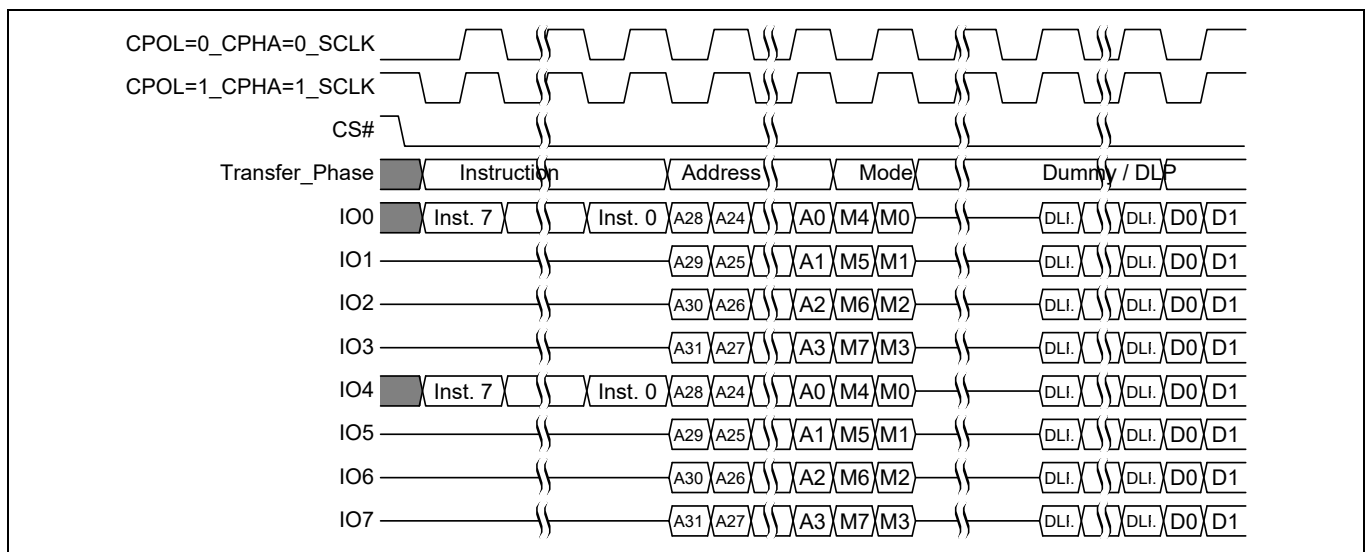 CPOL=0_CPHA=0_SCLK
CPOL=1_CPHA=1_SCLK
CS#
Transfer_Phase Instruction Address Mode Dummy / DLP
IO0 Inst. 7 Inst. 0 A28 A24 A0 M4 M0 DLI. DLI. D0 D1
IO1 A29 A25 A1 M5 M1 DLI. DLI. D0 D1
IO2 A30 A26 A2 M6 M2 DLI. DLI. D0 D1
IO3 A31 A27 A3 M7 M3 DLI. DLI. D0 D1
IO4 Inst. 7 Inst. 0 A28 A24 A0 M4 M0 DLI. DLI. D0 D1
IO5 A29 A25 A1 M5 M1 DLI. DLI. D0 D1
IO6 A30 A26 A2 M6 M2 DLI. DLI. D0 D1
IO7 A31 A27 A3 M7 M3 DLI. DLI. D0 D1